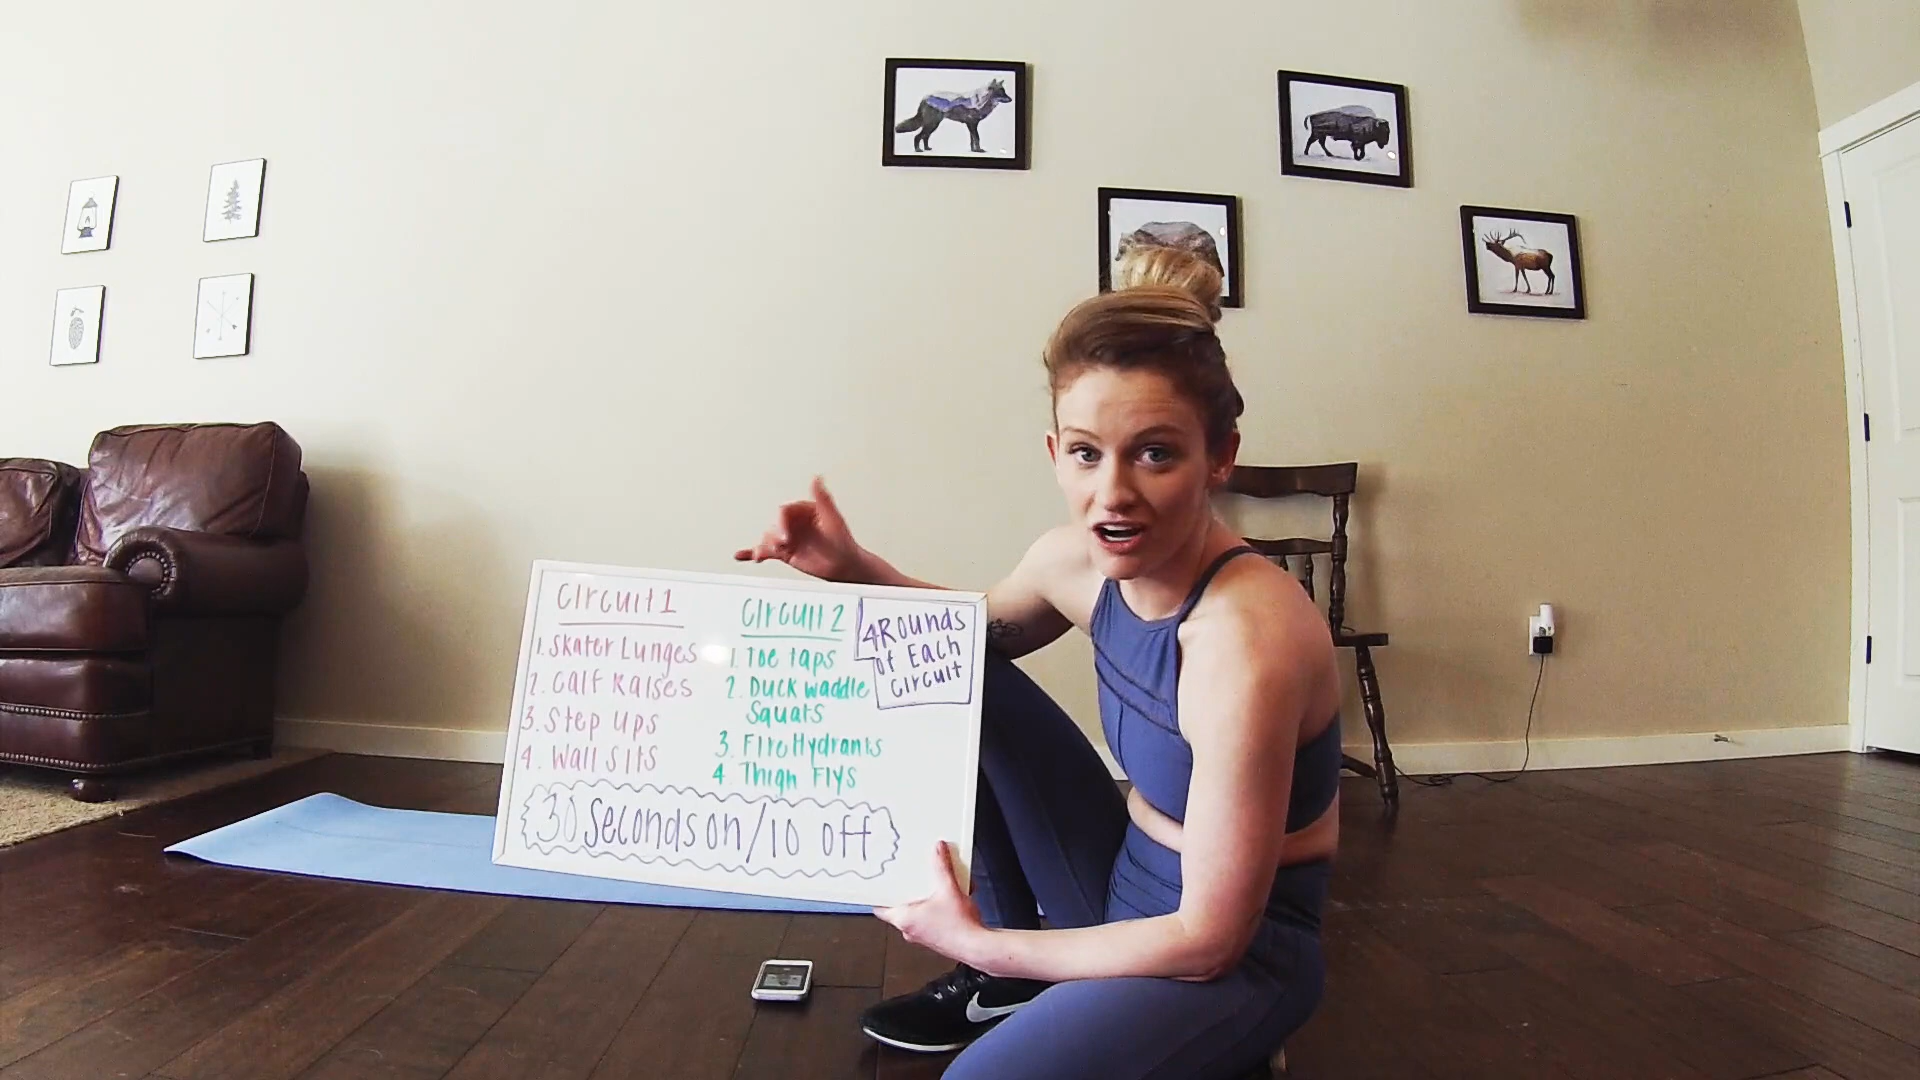 Circuit 1
1. Skater Lunges
2. Calf Raises
3. Step Ups
4. Wall Sits
Circuit 2
1. Toe taps
2. Duck waddle
Squats
3. Fire Hydrants
4. Thigh Flys
4 Rounds
of Each
circuit
30 Seconds on/10 off